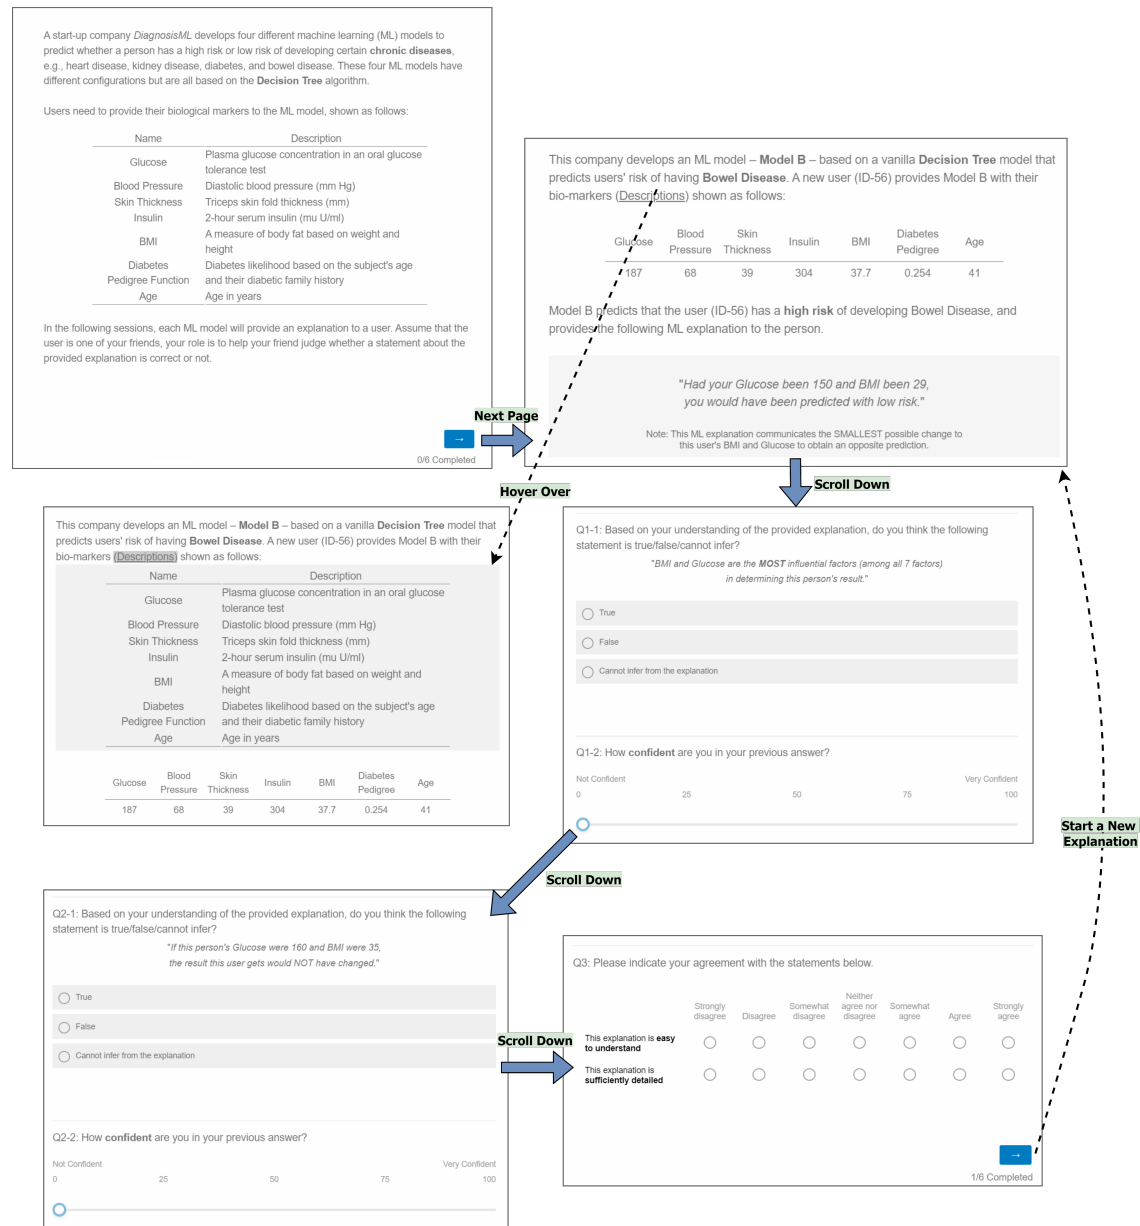 A start-up company DiagnosisML develops four different machine learning (ML) models to
predict whether a person has a high risk or low risk of developing certain chronic diseases,
e.g., heart disease, kidney disease, diabetes, and bowel disease. These four ML models have
different configurations but are all based on the Decision Tree algorithm.
Users need to provide their biological markers to the ML model, shown as follows:
Name Description
Glucose Plasma glucose concentration in an oral glucose
tolerance test
Blood Pressure Diastolic blood pressure (mm Hg)
Skin Thickness Triceps skin fold thickness (mm)
Insulin 2-hour serum insulin (mu U/ml)
BMI A measure of body fat based on weight and
height
Diabetes Diabetes likelihood based on the subject's age
Pedigree Function and their diabetic family history
Age Age in years
In the following sessions, each ML model will provide an explanation to a user. Assume that the
user is one of your friends, your role is to help your friend judge whether a statement about the
provided explanation is correct or not.
→
0/6 Completed
Next Page
This company develops an ML model – Model B – based on a vanilla Decision Tree model that
predicts users' risk of having Bowel Disease. A new user (ID-56) provides Model B with their
bio-markers (Descriptions) shown as follows:
Glucose Blood Pressure Skin Thickness Insulin BMI Diabetes Pedigree Age
187 68 39 304 37.7 0.254 41
Model B predicts that the user (ID-56) has a high risk of developing Bowel Disease, and
provides the following ML explanation to the person.
"Had your Glucose been 150 and BMI been 29,
you would have been predicted with low risk."
Note: This ML explanation communicates the SMALLEST possible change to
this user's BMI and Glucose to obtain an opposite prediction.
Hover Over
Scroll Down
This company develops an ML model – Model B – based on a vanilla Decision Tree model that
predicts users' risk of having Bowel Disease. A new user (ID-56) provides Model B with their
bio-markers (Descriptions) shown as follows:
Name Description
Glucose Plasma glucose concentration in an oral glucose
tolerance test
Blood Pressure Diastolic blood pressure (mm Hg)
Skin Thickness Triceps skin fold thickness (mm)
Insulin 2-hour serum insulin (mu U/ml)
BMI A measure of body fat based on weight and
height
Diabetes Diabetes likelihood based on the subject's age
Pedigree Function and their diabetic family history
Age Age in years
Glucose Blood Pressure Skin Thickness Insulin BMI Diabetes Pedigree Age
187 68 39 304 37.7 0.254 41
Q1-1: Based on your understanding of the provided explanation, do you think the following
statement is true/false/cannot infer?
"BMI and Glucose are the MOST influential factors (among all 7 factors)
in determining this person's result."
True
False
Cannot infer from the explanation
Q1-2: How confident are you in your previous answer?
Not Confident Very Confident
0 25 50 75 100
Start a New
Explanation
Scroll Down
Q2-1: Based on your understanding of the provided explanation, do you think the following
statement is true/false/cannot infer?
"If this person's Glucose were 160 and BMI were 35,
the result this user gets would NOT have changed."
True
False
Cannot infer from the explanation
Q2-2: How confident are you in your previous answer?
Not Confident Very Confident
0 25 50 75 100
Scroll Down
Q3: Please indicate your agreement with the statements below.
Strongly disagree Disagree Somewhat disagree Neither agree nor disagree Somewhat agree Agree Strongly agree
This explanation is easy
to understand
This explanation is
sufficiently detailed
→
1/6 Completed